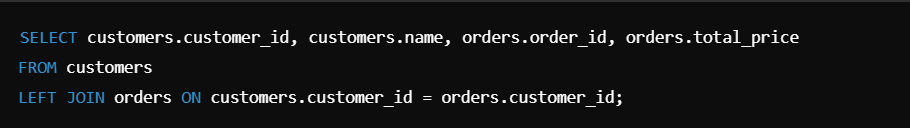 SELECT customers.customer_id, customers.name, orders.order_id, orders.total_price
FROM customers
LEFT JOIN orders ON customers.customer_id = orders.customer_id;